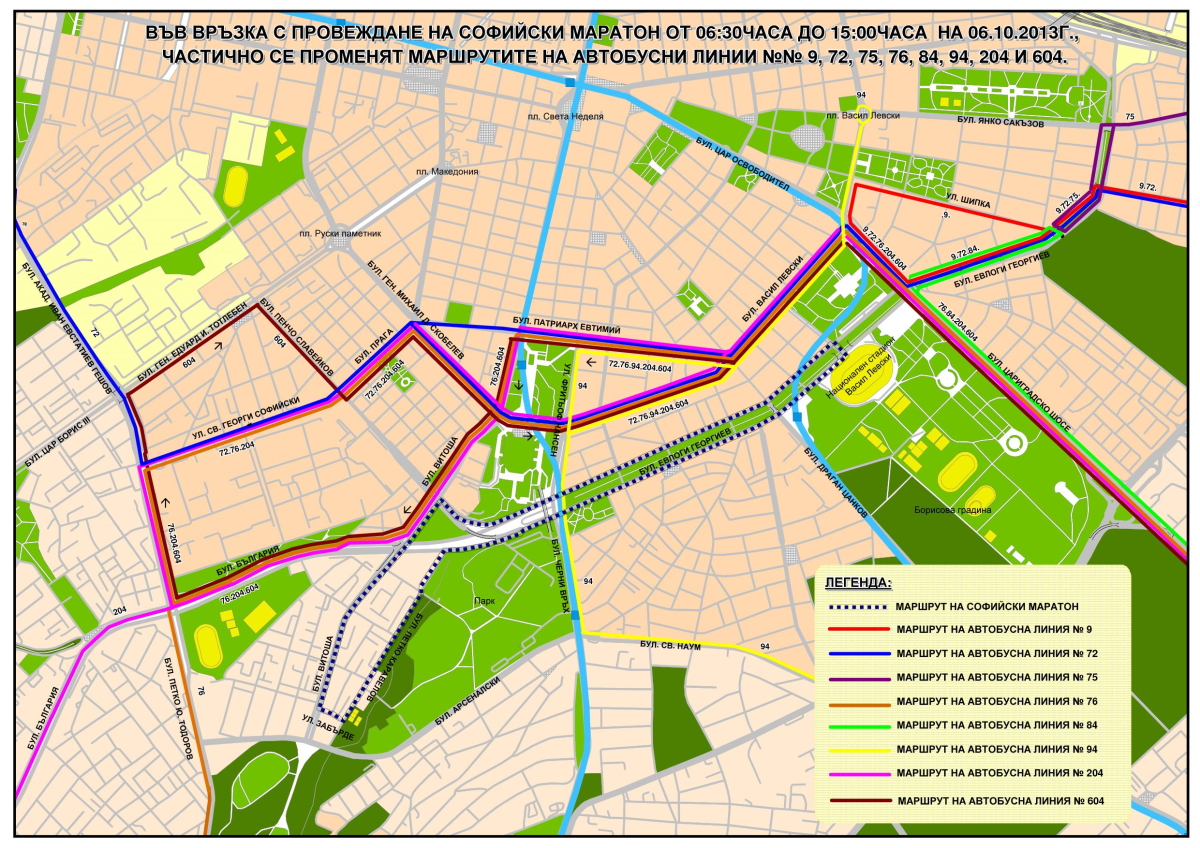 ВЪВ ВРЪЗКА С ПРОВЕЖДАНЕ НА СОФИЙСКИ МАРАТОН ОТ 06:30ЧАСА ДО 15:00ЧАСА НА 06.10.2013Г.,
ЧАСТИЧНО СЕ ПРОМЕНЯТ МАРШРУТИТЕ НА АВТОБУСНИ ЛИНИИ №№ 9, 72, 75, 76, 84, 94, 204 И 604.
94
пл. Света Неделя
пл. Васил Левски
БУЛ. ЯНКО САКЪЗОВ
75
БУЛ. ЦАР ОСВОБОДИТЕЛ
пл. Македония
9.72.
УЛ. ШИПКА
.9.
9.72.75.
пл. Руски паметник
9.72.76.204.604
9.72.84.
БУЛ. ЕВЛОГИ ГЕОРГИЕВ
БУЛ. АКАД. ИВАН ЕВСТАТИЕВ ГЕШОВ
72
БУЛ. ГЕН. ЕДУАРД И. ТОТЛЕБЕН
604
БУЛ. ПЕНЧО СЛАВЕЙКОВ
604
БУЛ. ГЕН. МИХАИЛ Д. СКОБЕЛЕВ
БУЛ. ПРАГА
72.76.204.604
БУЛ. ПАТРИАРХ ЕВТИМИЙ
БУЛ. ВАСИЛ ЛЕВСКИ
76.84.204.604
БУЛ. ЦАРИГРАДСКО ШОСЕ
76.204.604
УЛ. ФРИТЬОФ НАНСЕН
94
72.76.94.204.604
72.76.94.204.604
Национален стадион
Васил Левски
УЛ. СВ. ГЕОРГИ СОФИЙСКИ
72.76.204
БУЛ. ЦАР БОРИС III
БУЛ. ВИТОША
БУЛ. ЕВЛОГИ ГЕОРГИЕВ
БУЛ. ДРАГАН ЦАНКОВ
Борисова градина
76.204.604
БУЛ. БЪЛГАРИЯ
76.204.604
204
БУЛ. ЧЕРНИ ВРЪХ
94
Парк
БУЛ. СВ. НАУМ
94
БУЛ. ВИТОША
БУЛ. ПЕТКО КАРАВЕЛОВ
УЛ. ЗАБЪРДЕ
БУЛ. АРСЕНАЛСКИ
БУЛ. БЪЛГАРИЯ
БУЛ. ПЕТКО Ю. ТОДОРОВ
76
ЛЕГЕНДА:
МАРШРУТ НА СОФИЙСКИ МАРАТОН
МАРШРУТ НА АВТОБУСНА ЛИНИЯ № 9
МАРШРУТ НА АВТОБУСНА ЛИНИЯ № 72
МАРШРУТ НА АВТОБУСНА ЛИНИЯ № 75
МАРШРУТ НА АВТОБУСНА ЛИНИЯ № 76
МАРШРУТ НА АВТОБУСНА ЛИНИЯ № 84
МАРШРУТ НА АВТОБУСНА ЛИНИЯ № 94
МАРШРУТ НА АВТОБУСНА ЛИНИЯ № 204
МАРШРУТ НА АВТОБУСНА ЛИНИЯ № 604